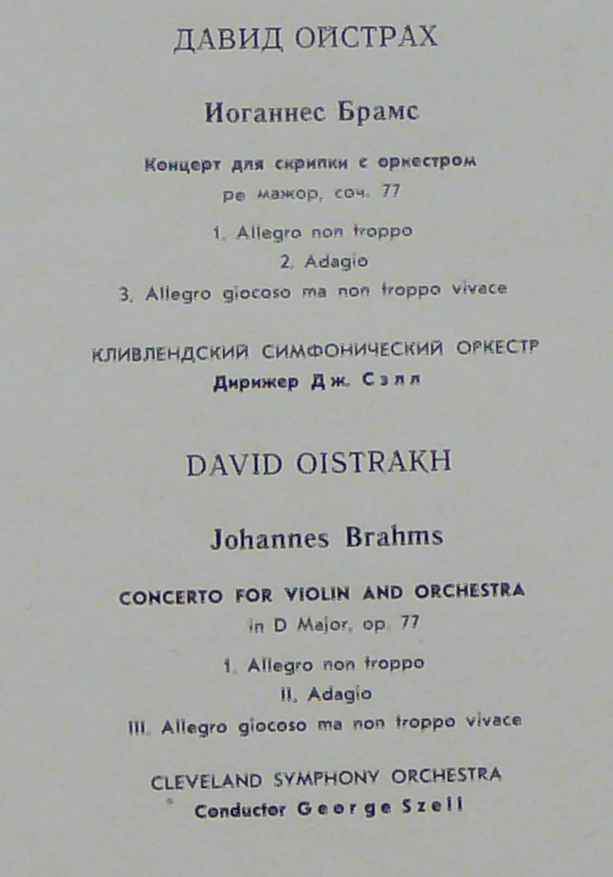 ДАВИД ОЙСТРАХ
Иоганнес Брамс
Концерт для скрипки с оркестром
ре мажор, соч. 77
1. Allegro non troppo
2. Adagio
3. Allegro giocoso ma non troppo vivace
КЛИВЛЕНДСКИЙ СИМФОНИЧЕСКИЙ ОРКЕСТР
Дирижер Дж. Сэлл
DAVID OISTRAKH
Johannes Brahms
CONCERTO FOR VIOLIN AND ORCHESTRA
in D Major, op. 77
I. Allegro non troppo
II. Adagio
III. Allegro giocoso ma non troppo vivace
CLEVELAND SYMPHONY ORCHESTRA
Conductor George Szell